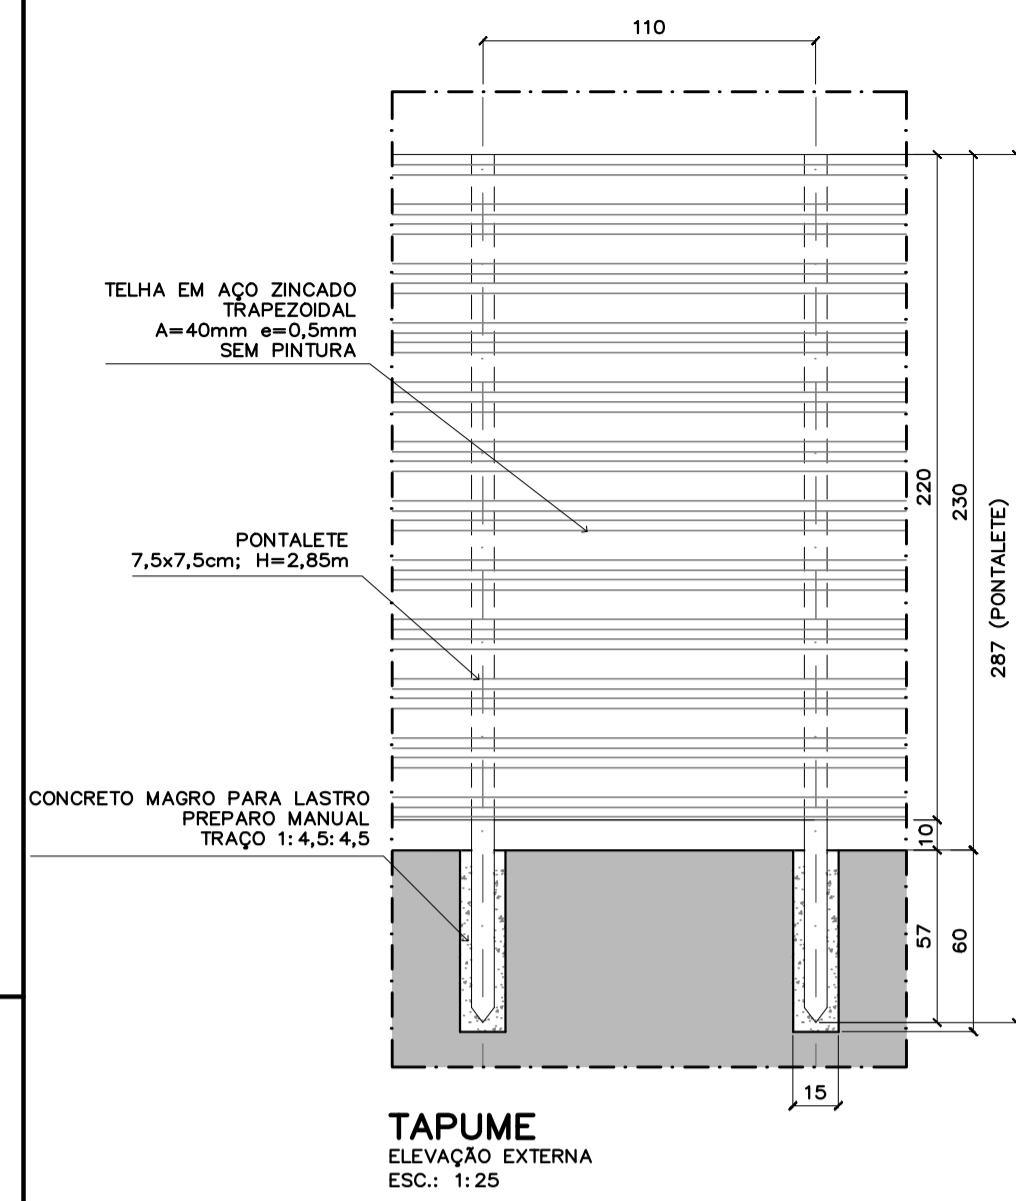 110
TELHA EM AÇO ZINCADO
TRAPEZOIDAL
A=40mm e=0,5mm
SEM PINTURA
220
230
287 (PONTALETE)
PONTALETE
7,5x7,5cm; H=2,85m
CONCRETO MAGRO PARA LASTRO
PREPARO MANUAL
TRAÇO 1:4,5:4,5
10
57
60
15
TAPUME
ELEVAÇÃO EXTERNA
ESC.: 1:25